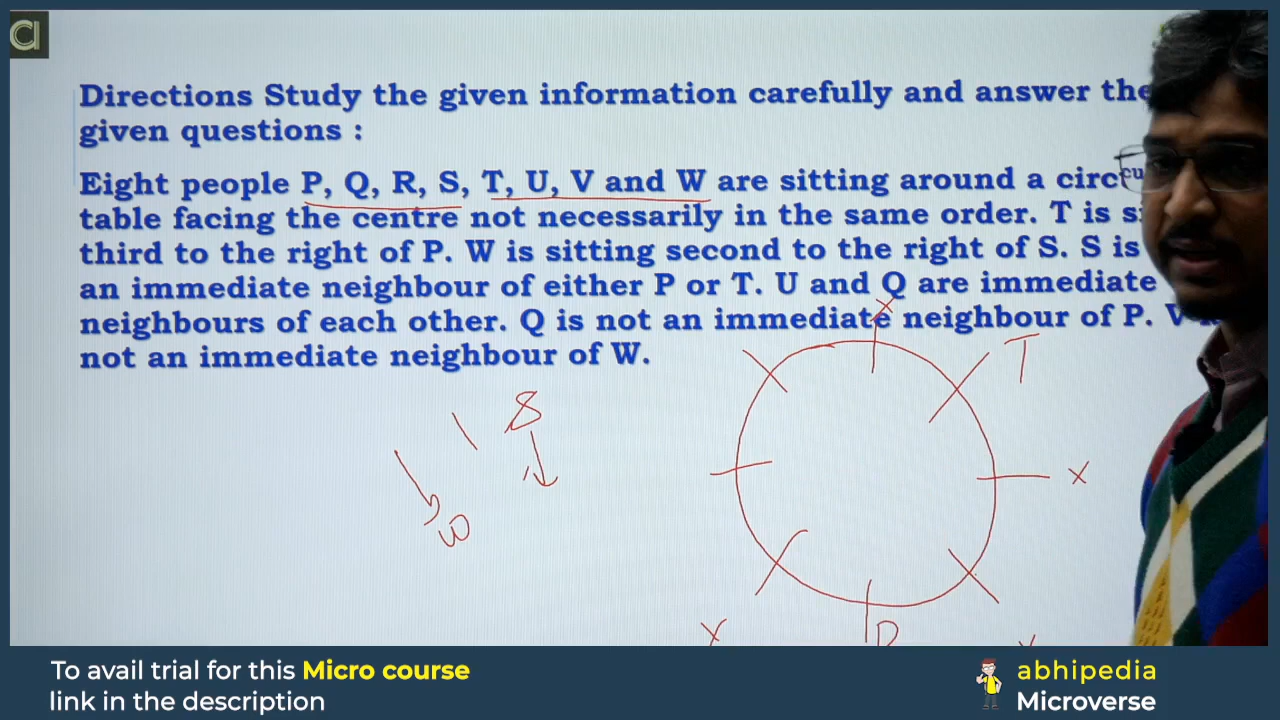 Directions Study the given information carefully and answer the
given questions :
Eight people P, Q, R, S, T, U, V and W are sitting around a
table facing the centre not necessarily in the same order. T is
third to the right of P. W is sitting second to the right of S. S is
an immediate neighbour of either P or T. U and Q are immediate
neighbours of each other. Q is not an immediate neighbour of P. V
not an immediate neighbour of W.
x
T
S
x
W
x
P
To avail trial for this Micro course
link in the description
abhipedia
Microverse